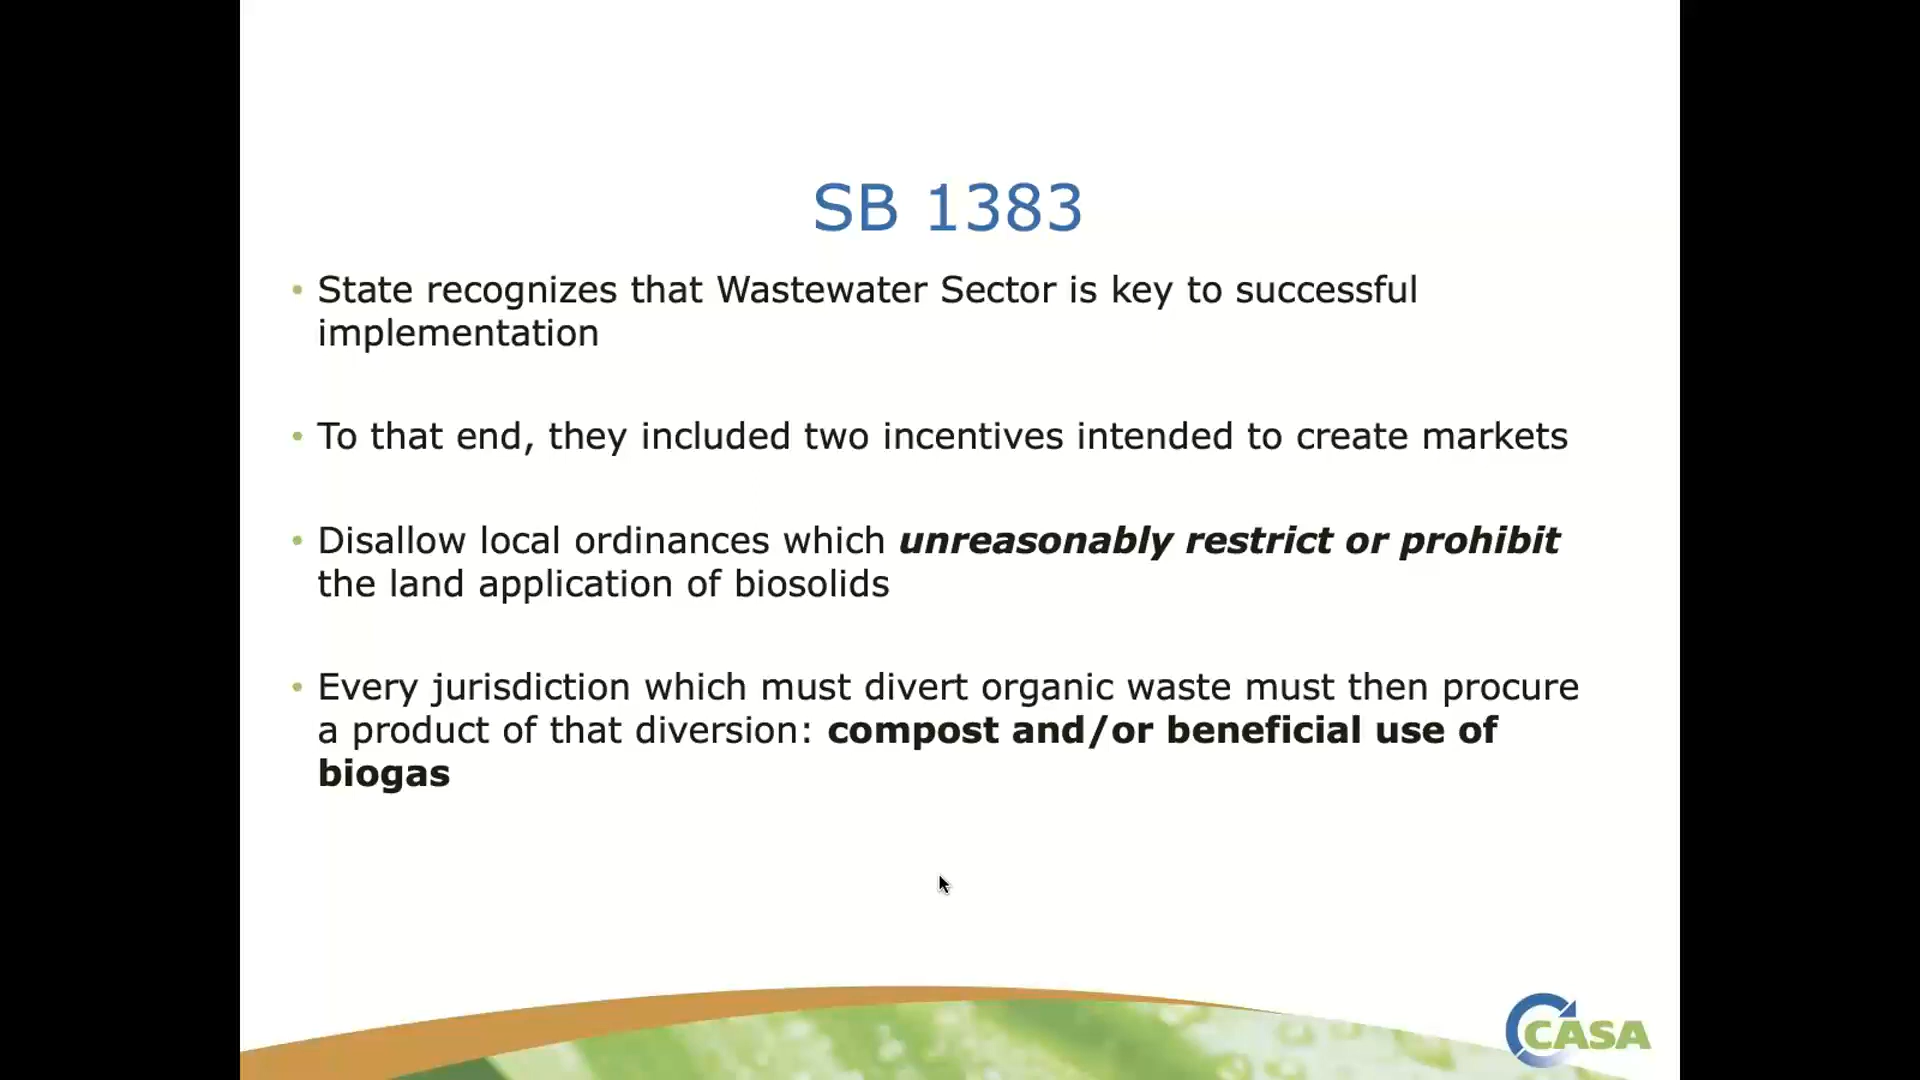 SB 1383
• State recognizes that Wastewater Sector is key to successful
implementation
• To that end, they included two incentives intended to create markets
• Disallow local ordinances which unreasonably restrict or prohibit
the land application of biosolids
• Every jurisdiction which must divert organic waste must then procure
a product of that diversion: compost and/or beneficial use of
biogas
CASA